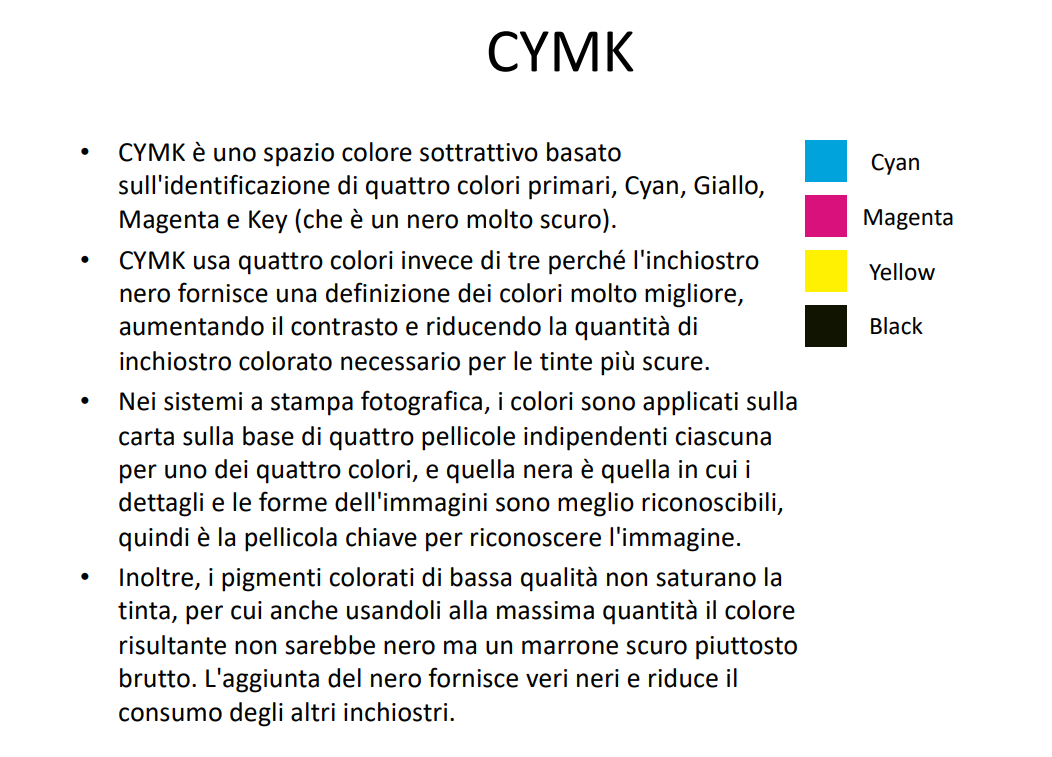 CYMK
• CYMK è uno spazio colore sottrattivo basato
sull'identificazione di quattro colori primari, Cyan, Giallo,
Magenta e Key (che è un nero molto scuro).
• CYMK usa quattro colori invece di tre perché l'inchiostro
nero fornisce una definizione dei colori molto migliore,
aumentando il contrasto e riducendo la quantità di
inchiostro colorato necessario per le tinte più scure.
• Nei sistemi a stampa fotografica, i colori sono applicati sulla
carta sulla base di quattro pellicole indipendenti ciascuna
per uno dei quattro colori, e quella nera è quella in cui i
dettagli e le forme dell'immagini sono meglio riconoscibili,
quindi è la pellicola chiave per riconoscere l'immagine.
• Inoltre, i pigmenti colorati di bassa qualità non saturano la
tinta, per cui anche usandoli alla massima quantità il colore
risultante non sarebbe nero ma un marrone scuro piuttosto
brutto. L'aggiunta del nero fornisce veri neri e riduce il
consumo degli altri inchiostri.
Cyan
Magenta
Yellow
Black